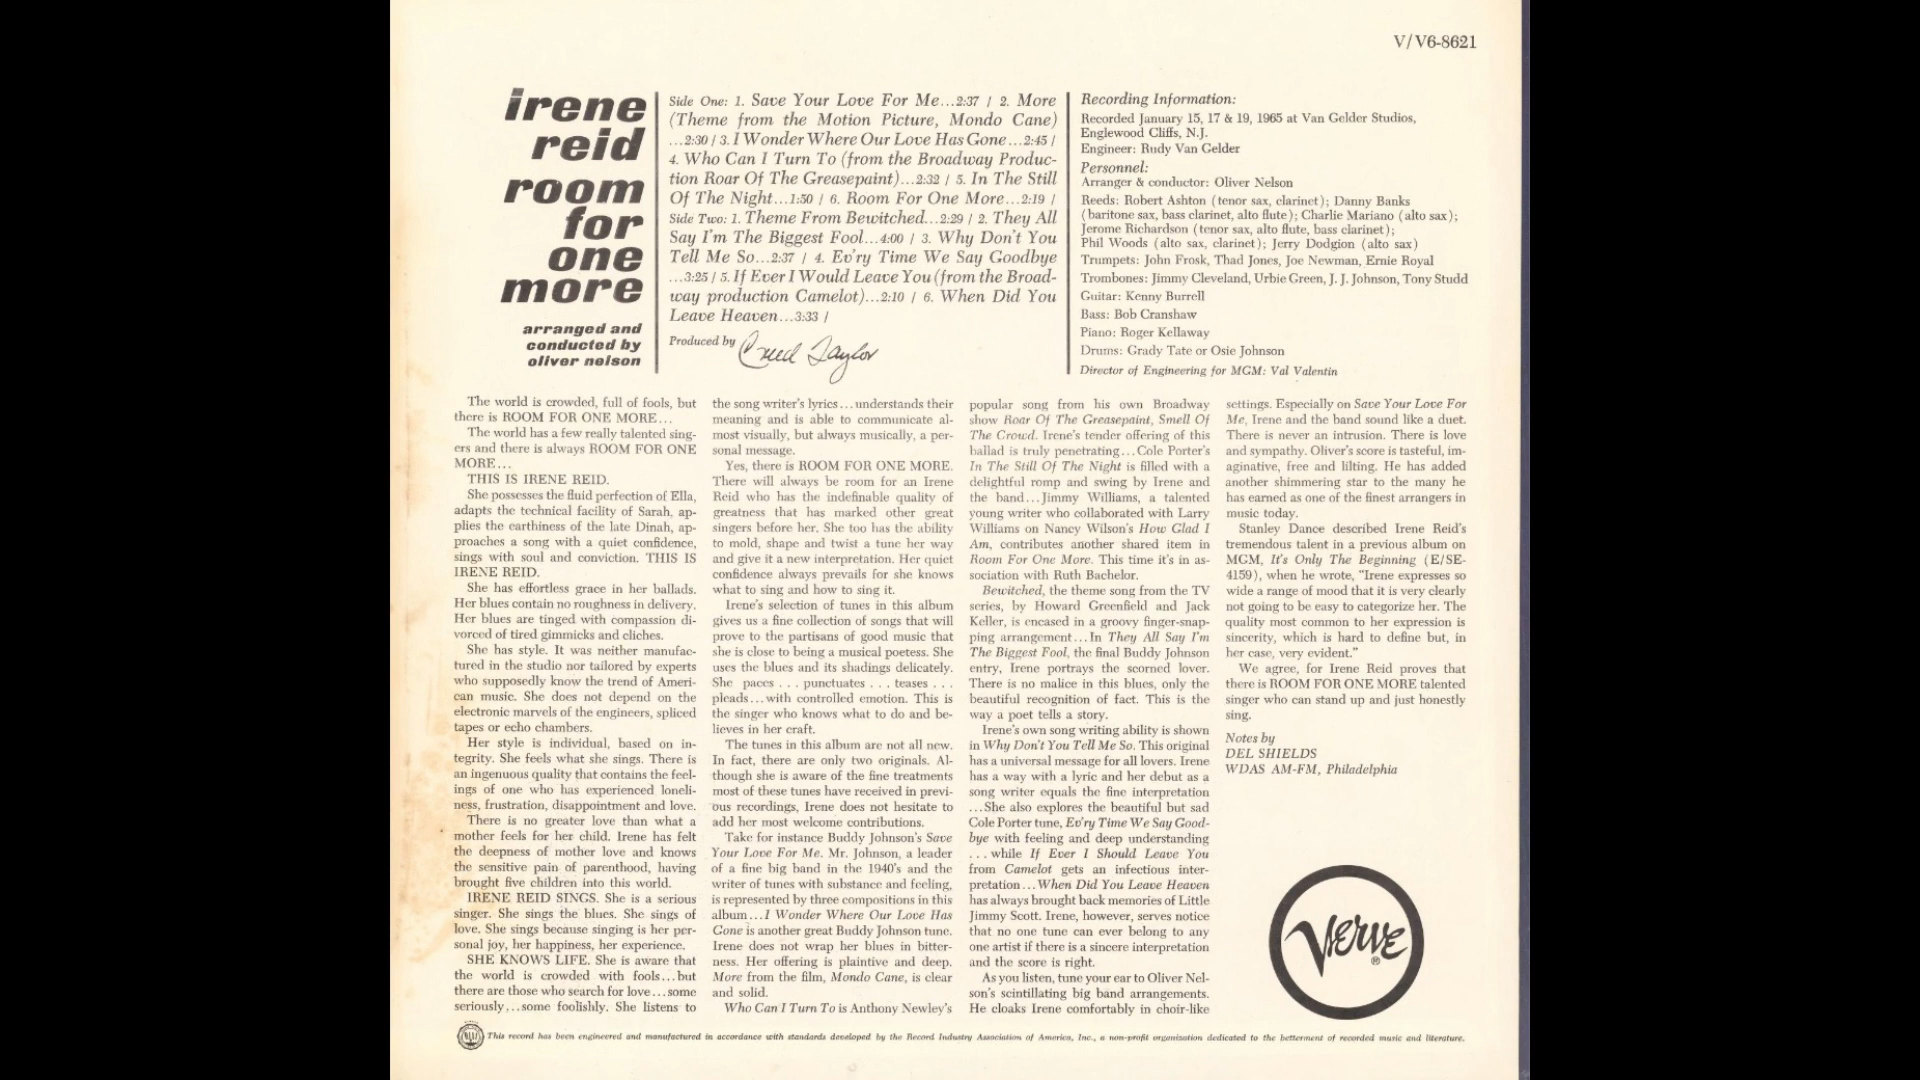 V/V6-8621
irene
reid
room
for
one
more
arranged and
conducted by
oliver nelson
Side One: 1. Save Your Love For Me...2:37 / 2. More
(Theme from the Motion Picture, Mondo Cane)
...2:30 / 3. I Wonder Where Our Love Has Gone...2:45 /
4. Who Can I Turn To (from the Broadway Produc-
tion Roar Of The Greasepaint)...2:32 / 5. In The Still
Of The Night...1:50 / 6. Room For One More...2:19 /
Side Two: 1. Theme From Bewitched...2:29 / 2. They All
Say I'm The Biggest Fool...4:00 / 3. Why Don't You
Tell Me So...2:37 / 4. Ev'ry Time We Say Goodbye
...3:25 / 5. If Ever I Would Leave You (from the Broad-
way production Camelot)...2:10 / 6. When Did You
Leave Heaven...3:33 /
Produced by Creed Taylor
Recording Information:
Recorded January 15, 17 & 19, 1965 at Van Gelder Studios,
Englewood Cliffs, N.J.
Engineer: Rudy Van Gelder
Personnel:
Arranger & conductor: Oliver Nelson
Reeds: Robert Ashton (tenor sax, clarinet); Danny Banks
(baritone sax, bass clarinet, alto flute); Charlie Mariano (alto sax);
Jerome Richardson (tenor sax, alto flute, bass clarinet);
Phil Woods (alto sax, clarinet); Jerry Dodgion (alto sax)
Trumpets: John Frosk, Thad Jones, Joe Newman, Ernie Royal
Trombones: Jimmy Cleveland, Urbie Green, J. J. Johnson, Tony Studd
Guitar: Kenny Burrell
Bass: Bob Cranshaw
Piano: Roger Kellaway
Drums: Grady Tate or Osie Johnson
Director of Engineering for MGM: Val Valentin
The world is crowded, full of fools, but
there is ROOM FOR ONE MORE...
The world has a few really talented sing-
ers and there is always ROOM FOR ONE
MORE...
THIS IS IRENE REID.
She possesses the fluid perfection of Ella,
adapts the technical facility of Sarah, ap-
plies the earthiness of the late Dinah, ap-
proaches a song with a quiet confidence,
sings with soul and conviction. THIS IS
IRENE REID.
She has effortless grace in her ballads.
Her blues contain no roughness in delivery.
Her blues are tinged with compassion di-
vorced of tired gimmicks and cliches.
She has style. It was neither manufac-
tured in the studio nor tailored by experts
who supposedly know the trend of Ameri-
can music. She does not depend on the
electronic marvels of the engineers, spliced
tapes or echo chambers.
Her style is individual, based on in-
tegrity. She feels what she sings. There is
an ingenuous quality that contains the feel-
ings of one who has experienced loneli-
ness, frustration, disappointment and love.
There is no greater love than what a
mother feels for her child. Irene has felt
the deepness of mother love and knows
the sensitive pain of parenthood, having
brought five children into this world.
IRENE REID SINGS. She is a serious
singer. She sings the blues. She sings of
love. She sings because singing is her per-
sonal joy, her happiness, her experience.
SHE KNOWS LIFE. She is aware that
the world is crowded with fools...but
there are those who search for love...some
seriously...some foolishly. She listens to
the song writer's lyrics...understands their
meaning and is able to communicate al-
most visually, but always musically, a per-
sonal message.
Yes, there is ROOM FOR ONE MORE.
There will always be room for an Irene
Reid who has the indefinable quality of
greatness that has marked other great
singers before her. She too has the ability
to mold, shape and twist a tune her way
and give it a new interpretation. Her quiet
confidence always prevails for she knows
what to sing and how to sing it.
Irene's selection of tunes in this album
gives us a fine collection of songs that will
prove to the partisans of good music that
she is close to being a musical poetess. She
uses the blues and its shadings delicately.
She paces . . . punctuates . . . teases . . .
pleads...with controlled emotion. This is
the singer who knows what to do and be-
lieves in her craft.
The tunes in this album are not all new.
In fact, there are only two originals. Al-
though she is aware of the fine treatments
most of these tunes have received in previ-
ous recordings, Irene does not hesitate to
add her most welcome contributions.
Take for instance Buddy Johnson's Save
Your Love For Me. Mr. Johnson, a leader
of a fine big band in the 1940's and the
writer of tunes with substance and feeling,
is represented by three compositions in this
album...I Wonder Where Our Love Has
Gone is another great Buddy Johnson tune.
Irene does not wrap her blues in bitter-
ness. Her offering is plaintive and deep.
More from the film, Mondo Cane, is clear
and solid.
Who Can I Turn To is Anthony Newley's
popular song from his own Broadway
show Roar Of The Greasepaint, Smell Of
The Crowd. Irene's tender offering of this
ballad is truly penetrating...Cole Porter's
In The Still Of The Night is filled with a
delightful romp and swing by Irene and
the band...Jimmy Williams, a talented
young writer who collaborated with Larry
Williams on Nancy Wilson's How Glad I
Am, contributes another shared item in
Room For One More. This time it's in as-
sociation with Ruth Bachelor.
Bewitched, the theme song from the TV
series, by Howard Greenfield and Jack
Keller, is encased in a groovy finger-snap-
ping arrangement...In They All Say I'm
The Biggest Fool, the final Buddy Johnson
entry, Irene portrays the scorned lover.
There is no malice in this blues, only the
beautiful recognition of fact. This is the
way a poet tells a story.
Irene's own song writing ability is shown
in Why Don't You Tell Me So. This original
has a universal message for all lovers. Irene
has a way with a lyric and her debut as a
song writer equals the fine interpretation
...She also explores the beautiful but sad
Cole Porter tune, Ev'ry Time We Say Good-
bye with feeling and deep understanding
. . . while If Ever I Should Leave You
from Camelot gets an infectious inter-
pretation...When Did You Leave Heaven
has always brought back memories of Little
Jimmy Scott. Irene, however, serves notice
that no one tune can ever belong to any
one artist if there is a sincere interpretation
and the score is right.
As you listen, tune your ear to Oliver Nel-
son's scintillating big band arrangements.
He cloaks Irene comfortably in choir-like
settings. Especially on Save Your Love For
Me, Irene and the band sound like a duet.
There is never an intrusion. There is love
and sympathy. Oliver's score is tasteful, im-
aginative, free and lilting. He has added
another shimmering star to the many he
has earned as one of the finest arrangers in
music today.
Stanley Dance described Irene Reid's
tremendous talent in a previous album on
MGM, It's Only The Beginning (E/SE-
4159), when he wrote, "Irene expresses so
wide a range of mood that it is very clearly
not going to be easy to categorize her. The
quality most common to her expression is
sincerity, which is hard to define but, in
her case, very evident."
We agree, for Irene Reid proves that
there is ROOM FOR ONE MORE talented
singer who can stand up and just honestly
sing.
Notes by
DEL SHIELDS
WDAS AM-FM, Philadelphia
Verve
®
This record has been engineered and manufactured in accordance with standards developed by the Record Industry Association of America, Inc., a non-profit organization dedicated to the betterment of recorded music and literature.